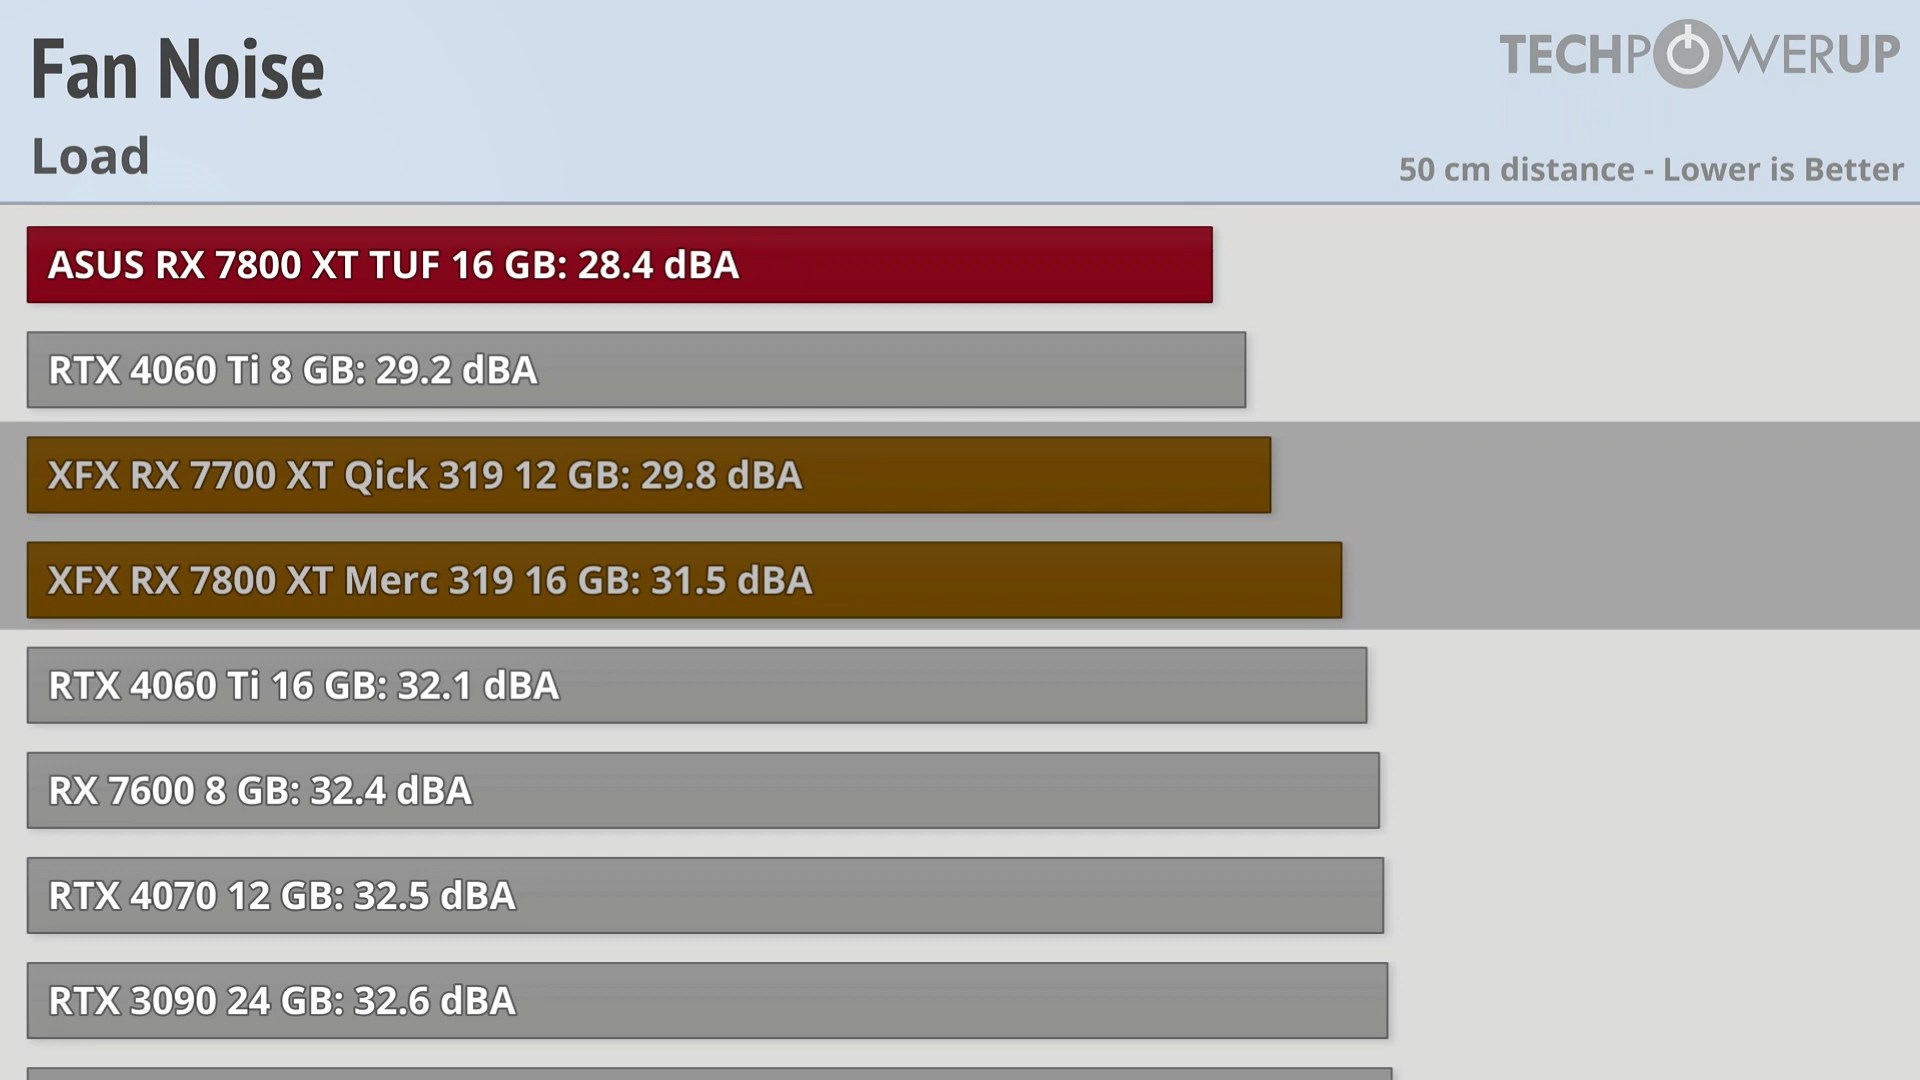 Fan Noise
TECHPOWERUP
Load
50 cm distance - Lower is Better
ASUS RX 7800 XT TUF 16 GB: 28.4 dBA
RTX 4060 Ti 8 GB: 29.2 dBA
XFX RX 7700 XT Qick 319 12 GB: 29.8 dBA
XFX RX 7800 XT Merc 319 16 GB: 31.5 dBA
RTX 4060 Ti 16 GB: 32.1 dBA
RX 7600 8 GB: 32.4 dBA
RTX 4070 12 GB: 32.5 dBA
RTX 3090 24 GB: 32.6 dBA